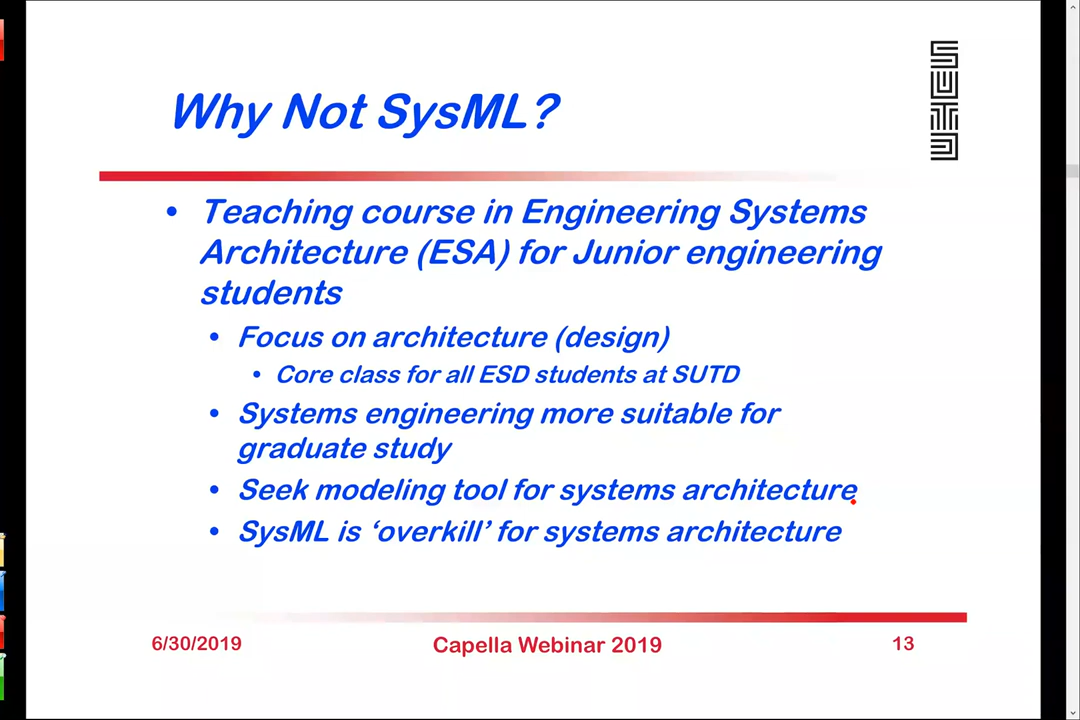 SUTD
Why Not SysML?
• Teaching course in Engineering Systems
Architecture (ESA) for Junior engineering
students
• Focus on architecture (design)
• Core class for all ESD students at SUTD
• Systems engineering more suitable for
graduate study
• Seek modeling tool for systems architecture
• SysML is ‘overkill’ for systems architecture
6/30/2019
Capella Webinar 2019
13